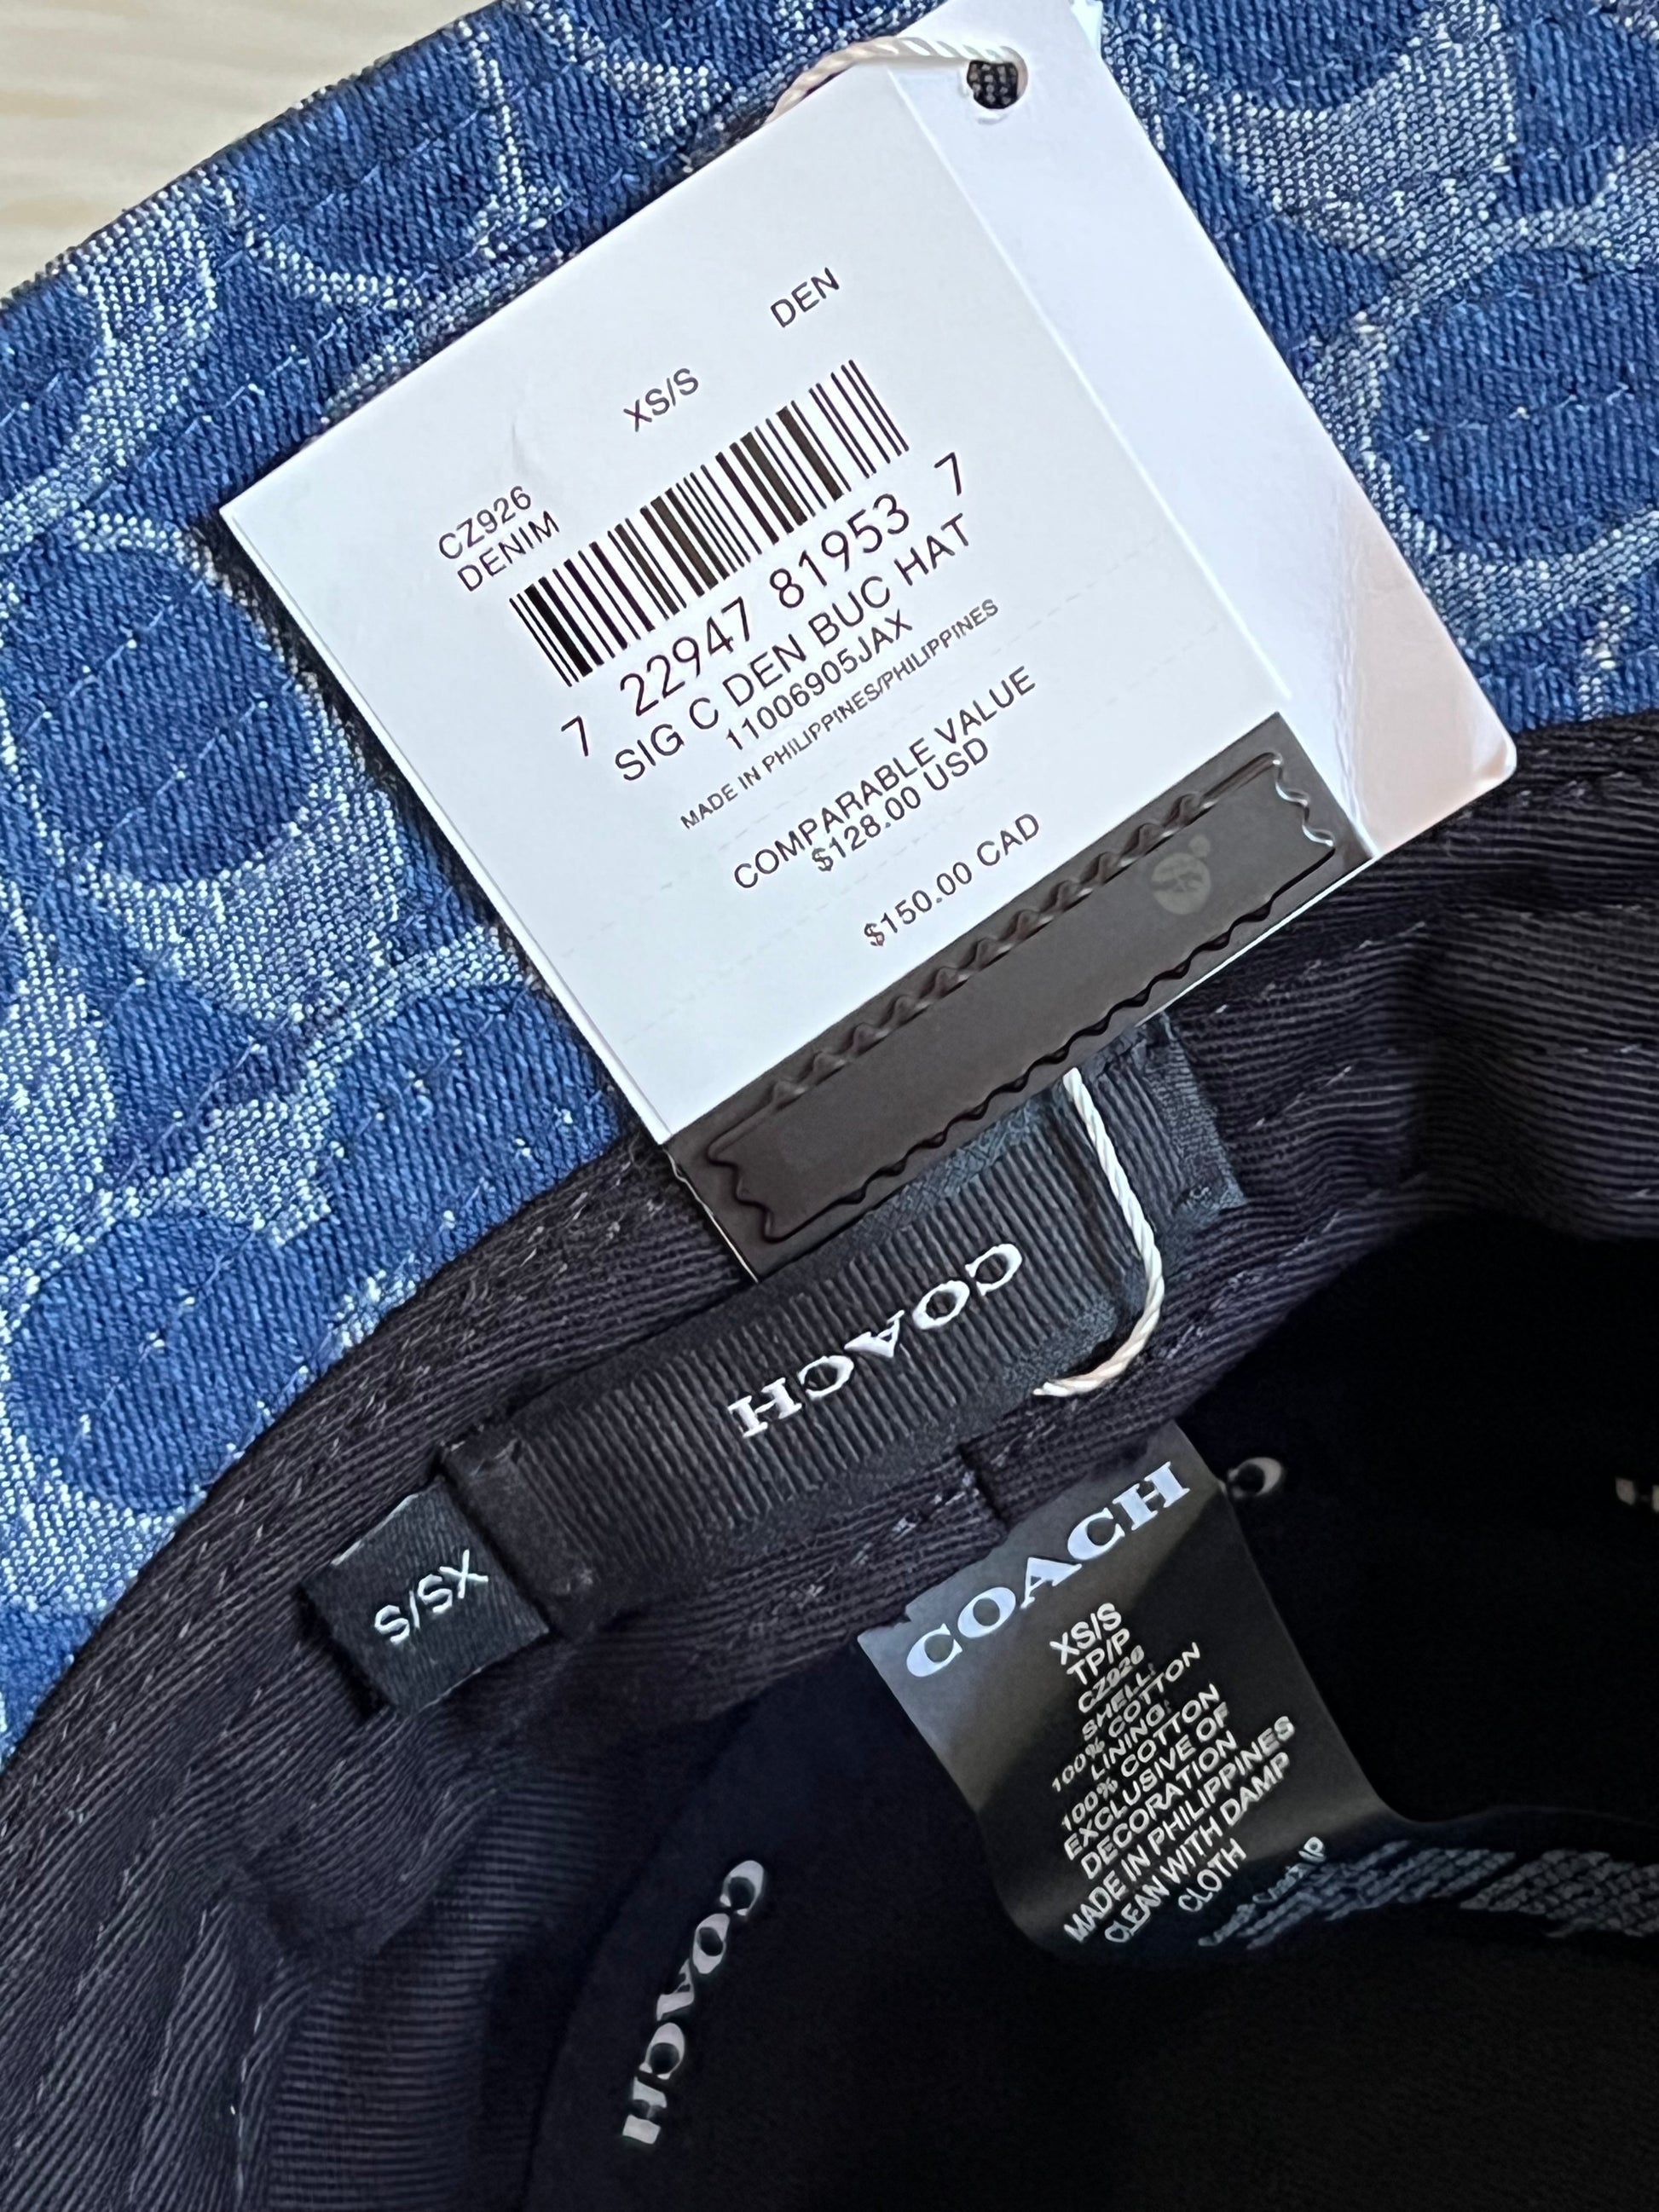 DEN
XS/S
CZ926
DENIM
7 22947 81953 7
SIG C DEN BUC HAT
11006905JAX
MADE IN PHILIPPINES/PHILIPPINES
COMPARABLE VALUE
$128.00 USD
$150.00 CAD
COACH
XS/S
COACH
XS/S
TP/P
CZ926
SHELL:
100% COTTON
LINING:
100% COTTON
EXCLUSIVE OF
DECORATION
MADE IN PHILIPPINES
CLEAN WITH DAMP
CLOTH
COACH